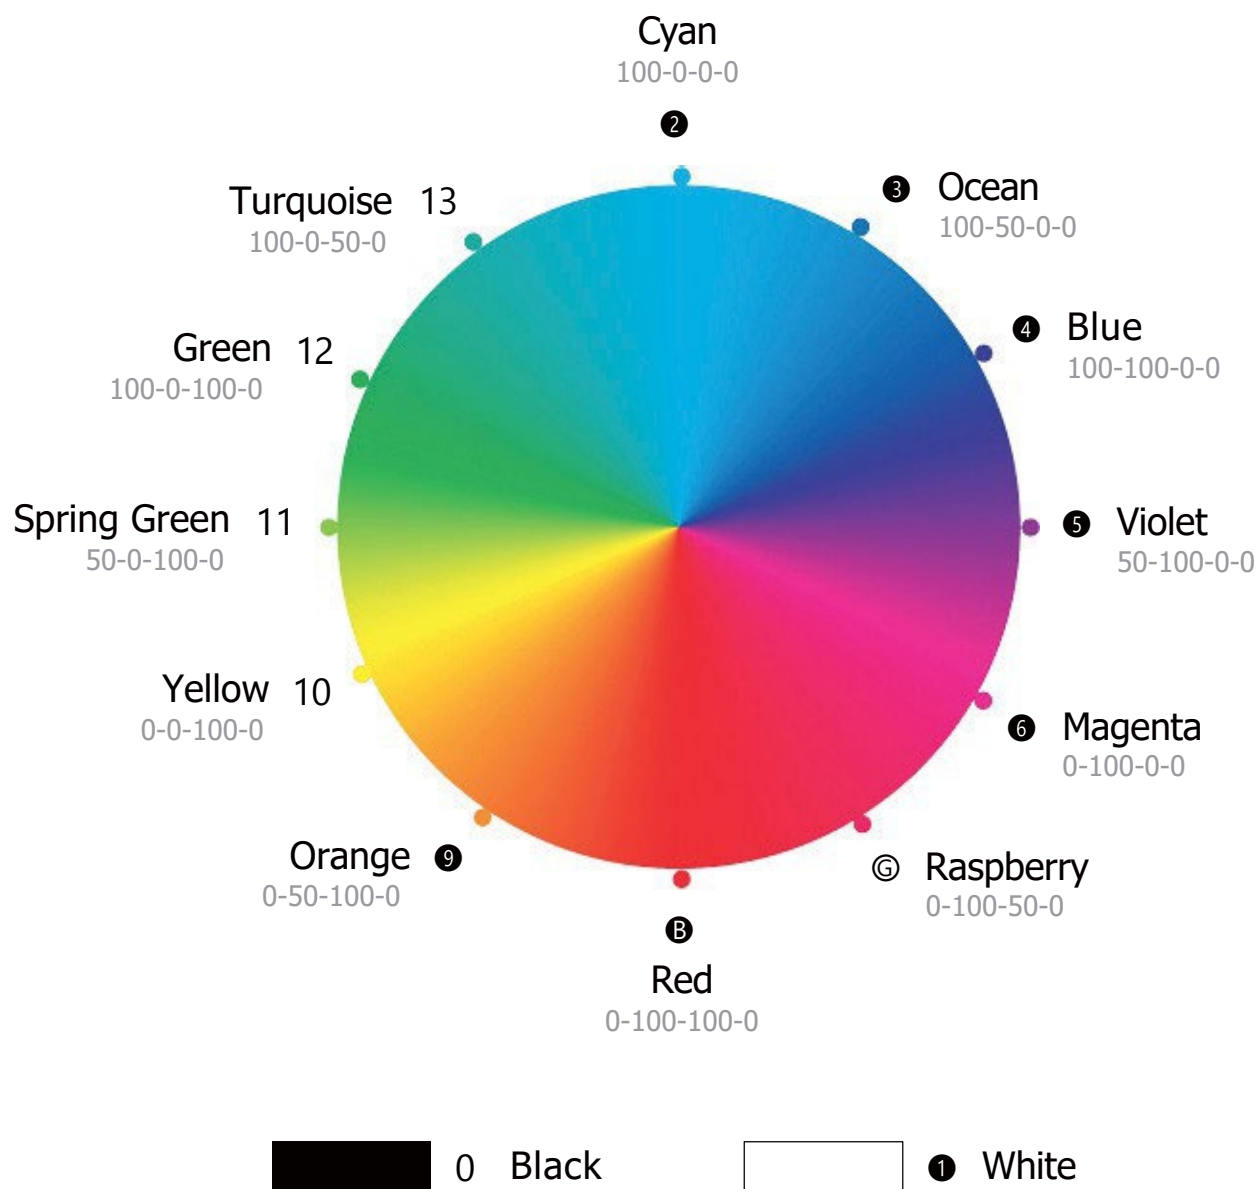 Cyan
100-0-0-0
❷
Turquoise 13
100-0-50-0
❸ Ocean
100-50-0-0
❹ Blue
100-100-0-0
Green 12
100-0-100-0
Spring Green 11
50-0-100-0
❺ Violet
50-100-0-0
Yellow 10
0-0-100-0
❻ Magenta
0-100-0-0
Orange ❾
0-50-100-0
Ⓖ Raspberry
0-100-50-0
🅑
Red
0-100-100-0
0 Black
❶ White